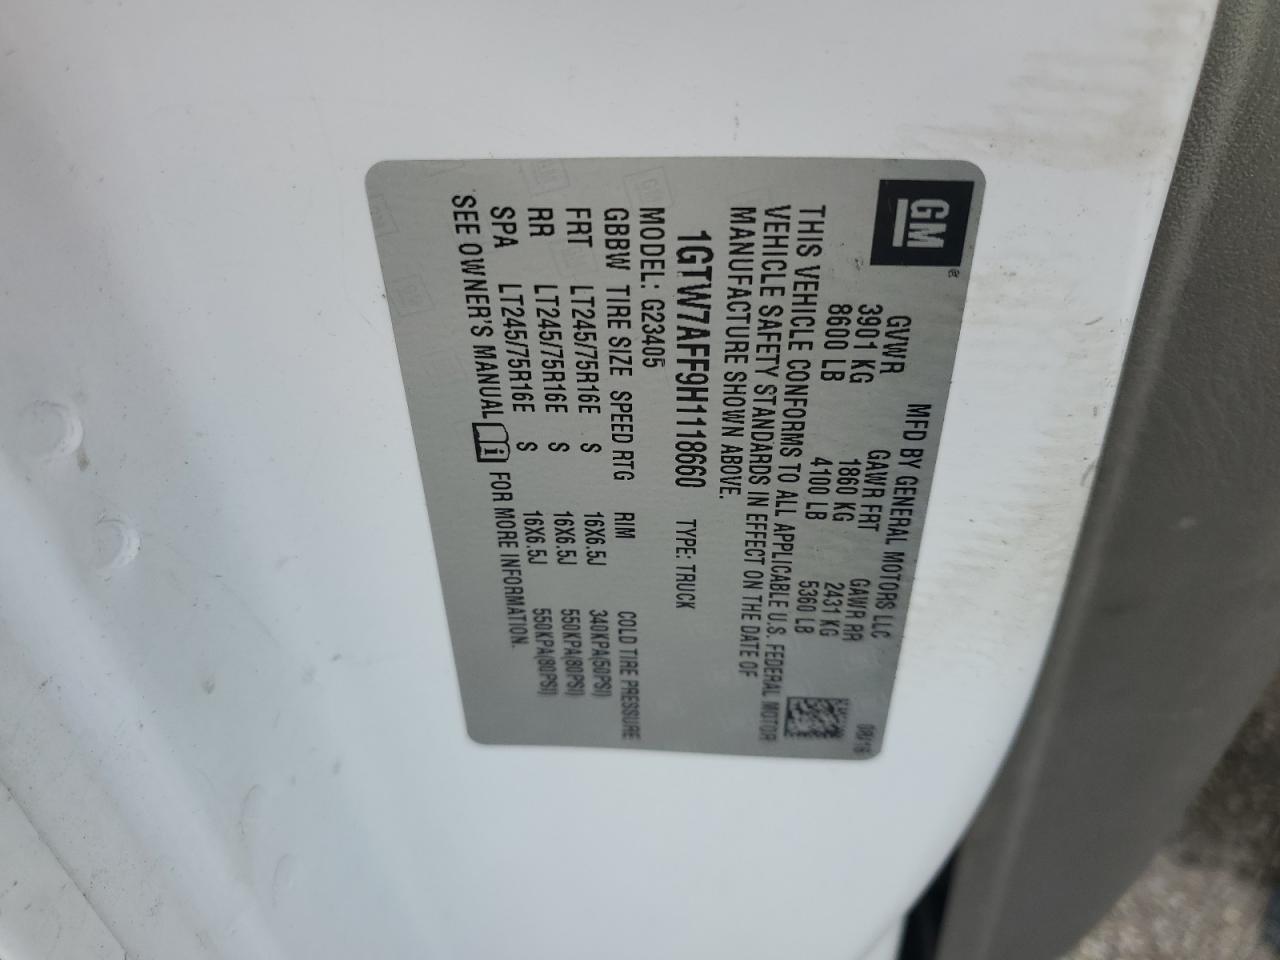 GM
®
MFD BY GENERAL MOTORS LLC
GVWR GAWR FRT GAWR RR
3901 KG 1860 KG 2431 KG
8600 LB 4100 LB 5360 LB
THIS VEHICLE CONFORMS TO ALL APPLICABLE U.S. FEDERAL MOTOR
VEHICLE SAFETY STANDARDS IN EFFECT ON THE DATE OF
MANUFACTURE SHOWN ABOVE.
1GTW7AFF9H1118660 TYPE: TRUCK
MODEL: G23405
GBBW TIRE SIZE SPEED RTG RIM COLD TIRE PRESSURE
FRT LT245/75R16E S 16X6.5J 340KPA(50PSI)
RR LT245/75R16E S 16X6.5J 550KPA(80PSI)
SPA LT245/75R16E S 16X6.5J 550KPA(80PSI)
SEE OWNER'S MANUAL i FOR MORE INFORMATION.